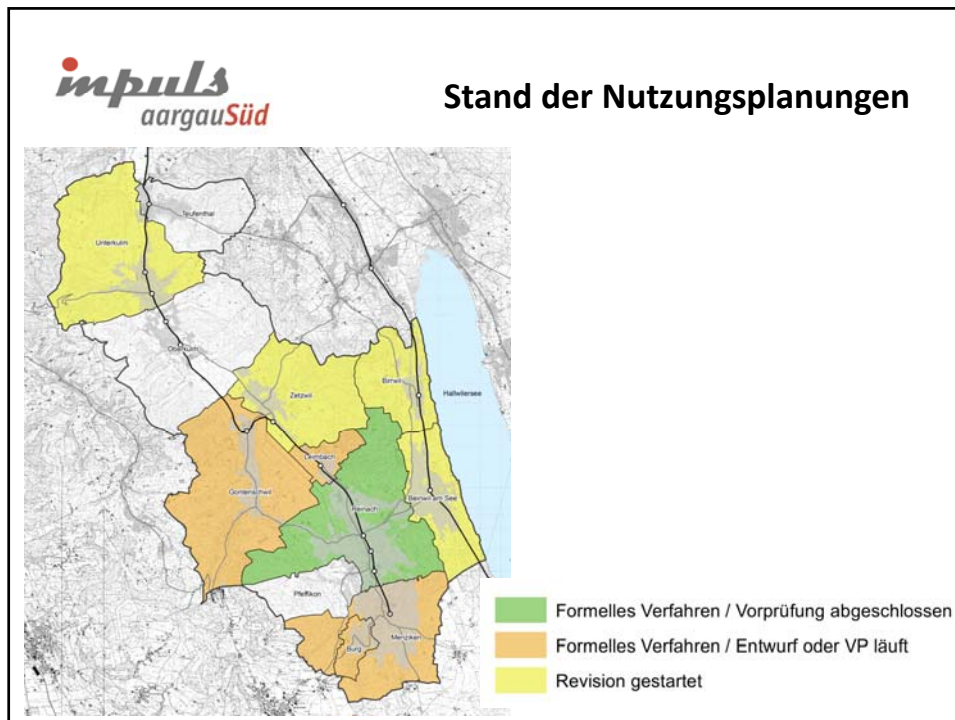 impuls
aargauSüd
Stand der Nutzungsplanungen
Teufenthal
Unterkulm
Oberkulm
Birrwil
Zetzwil
Hallwilersee
Leimbach
Gontenschwil
Beinwil am See
Reinach
Pfeffikon
Menziken
Burg
Formelles Verfahren / Vorprüfung abgeschlossen
Formelles Verfahren / Entwurf oder VP läuft
Revision gestartet